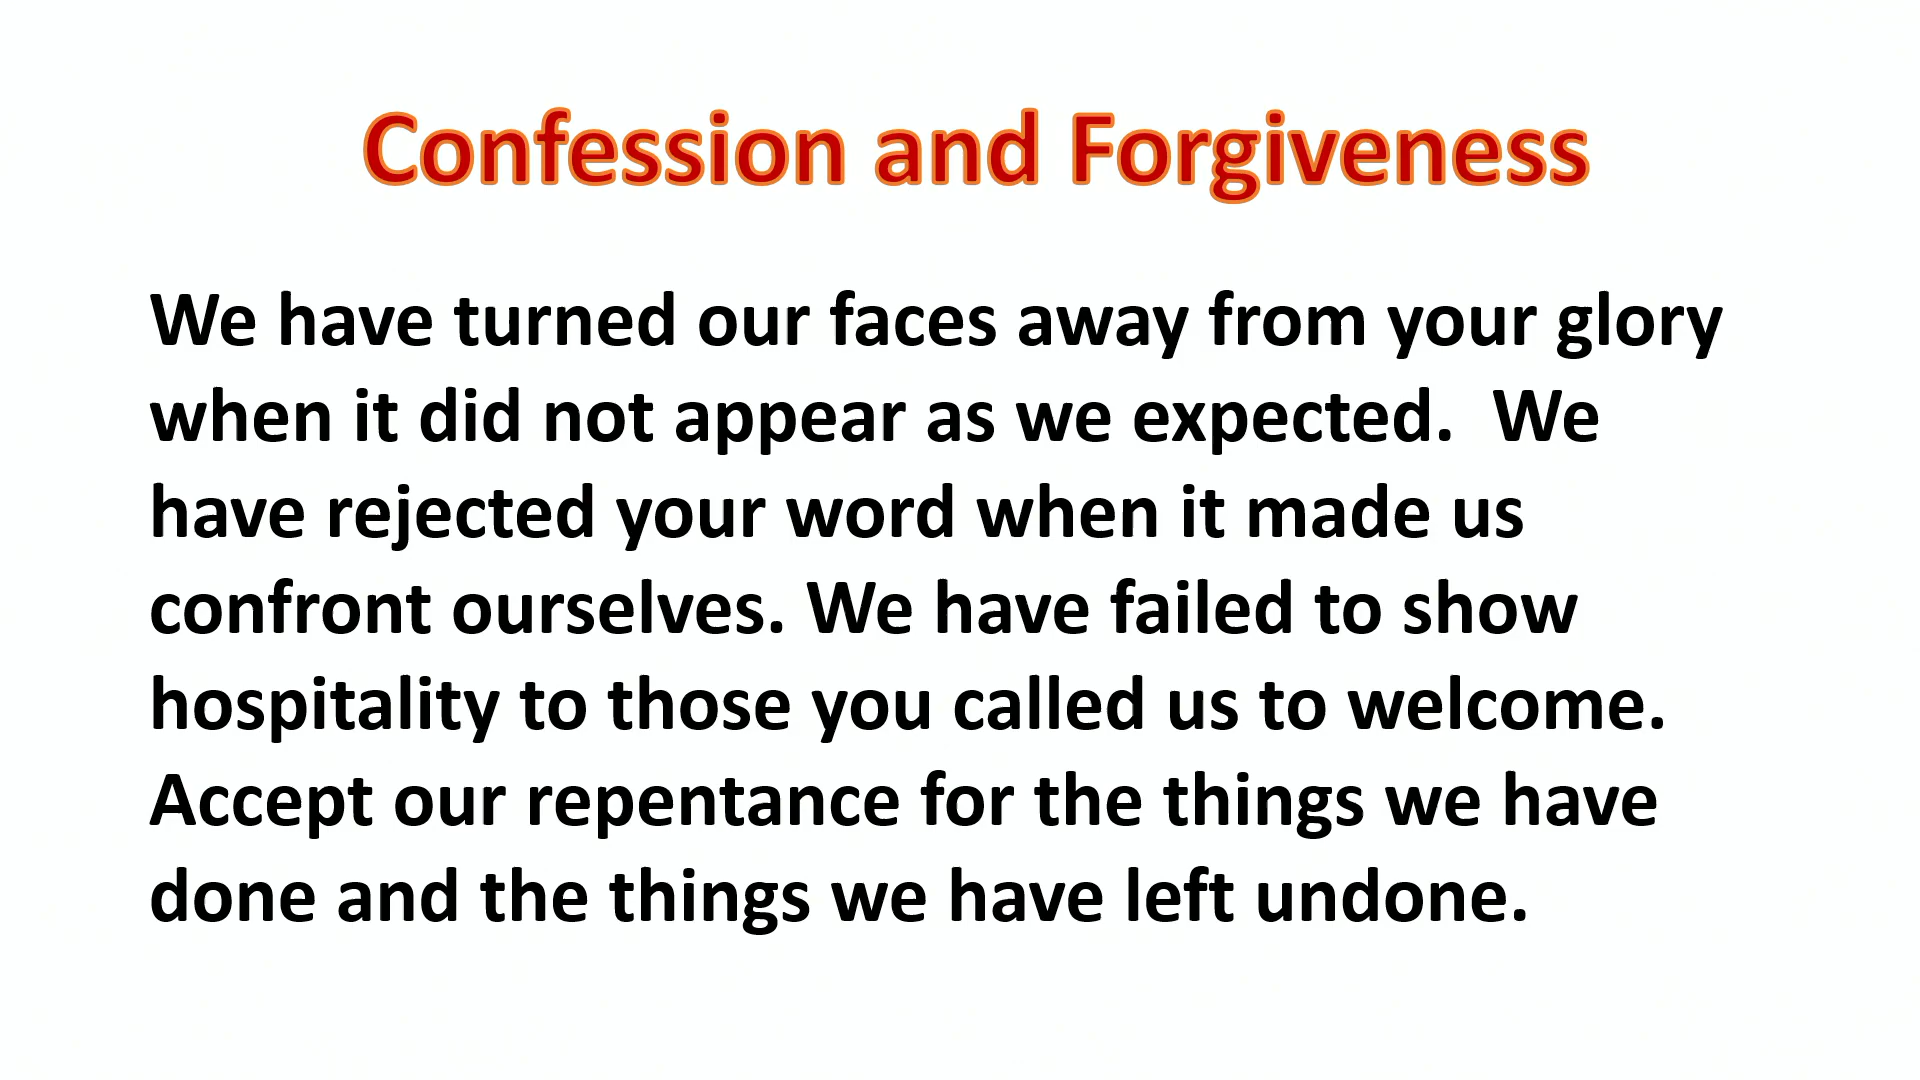 Confession and Forgiveness
We have turned our faces away from your glory
when it did not appear as we expected.  We
have rejected your word when it made us
confront ourselves. We have failed to show
hospitality to those you called us to welcome.
Accept our repentance for the things we have
done and the things we have left undone.